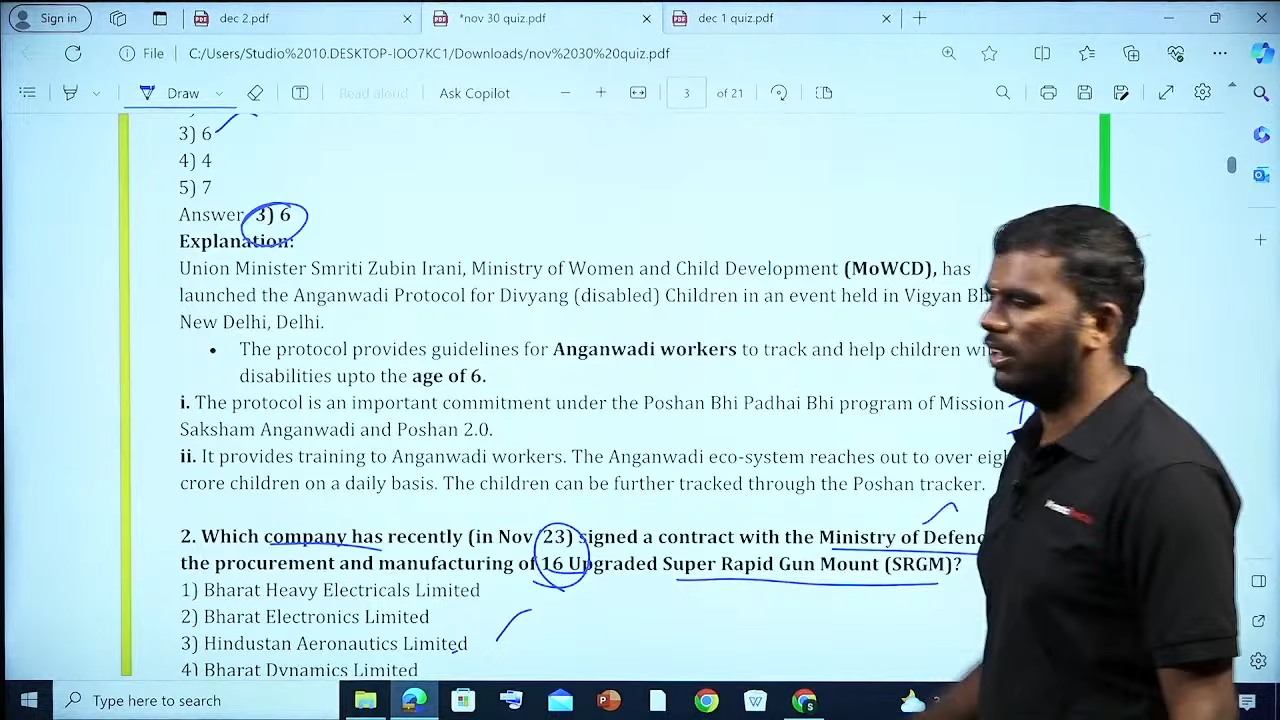 Sign in
dec 2.pdf
*nov 30 quiz.pdf
dec 1 quiz.pdf
File C:/Users/Studio%2010.DESKTOP-IOO7KC1/Downloads/nov%2030%20quiz.pdf
Draw
Read aloud
Ask Copilot
3 of 21
3) 6
4) 4
5) 7
Answer 3) 6
Explanation:
Union Minister Smriti Zubin Irani, Ministry of Women and Child Development (MoWCD), has
launched the Anganwadi Protocol for Divyang (disabled) Children in an event held in Vigyan
New Delhi, Delhi.
• The protocol provides guidelines for Anganwadi workers to track and help children
disabilities upto the age of 6.
i. The protocol is an important commitment under the Poshan Bhi Padhai Bhi program of Mission
Saksham Anganwadi and Poshan 2.0.
ii. It provides training to Anganwadi workers. The Anganwadi eco-system reaches out to over
crore children on a daily basis. The children can be further tracked through the Poshan tracker.
2. Which company has recently (in Nov 23) signed a contract with the Ministry of
the procurement and manufacturing of 16 Upgraded Super Rapid Gun Mount (SRGM)?
1) Bharat Heavy Electricals Limited
2) Bharat Electronics Limited
3) Hindustan Aeronautics Limited
4) Bharat Dynamics Limited
Type here to search